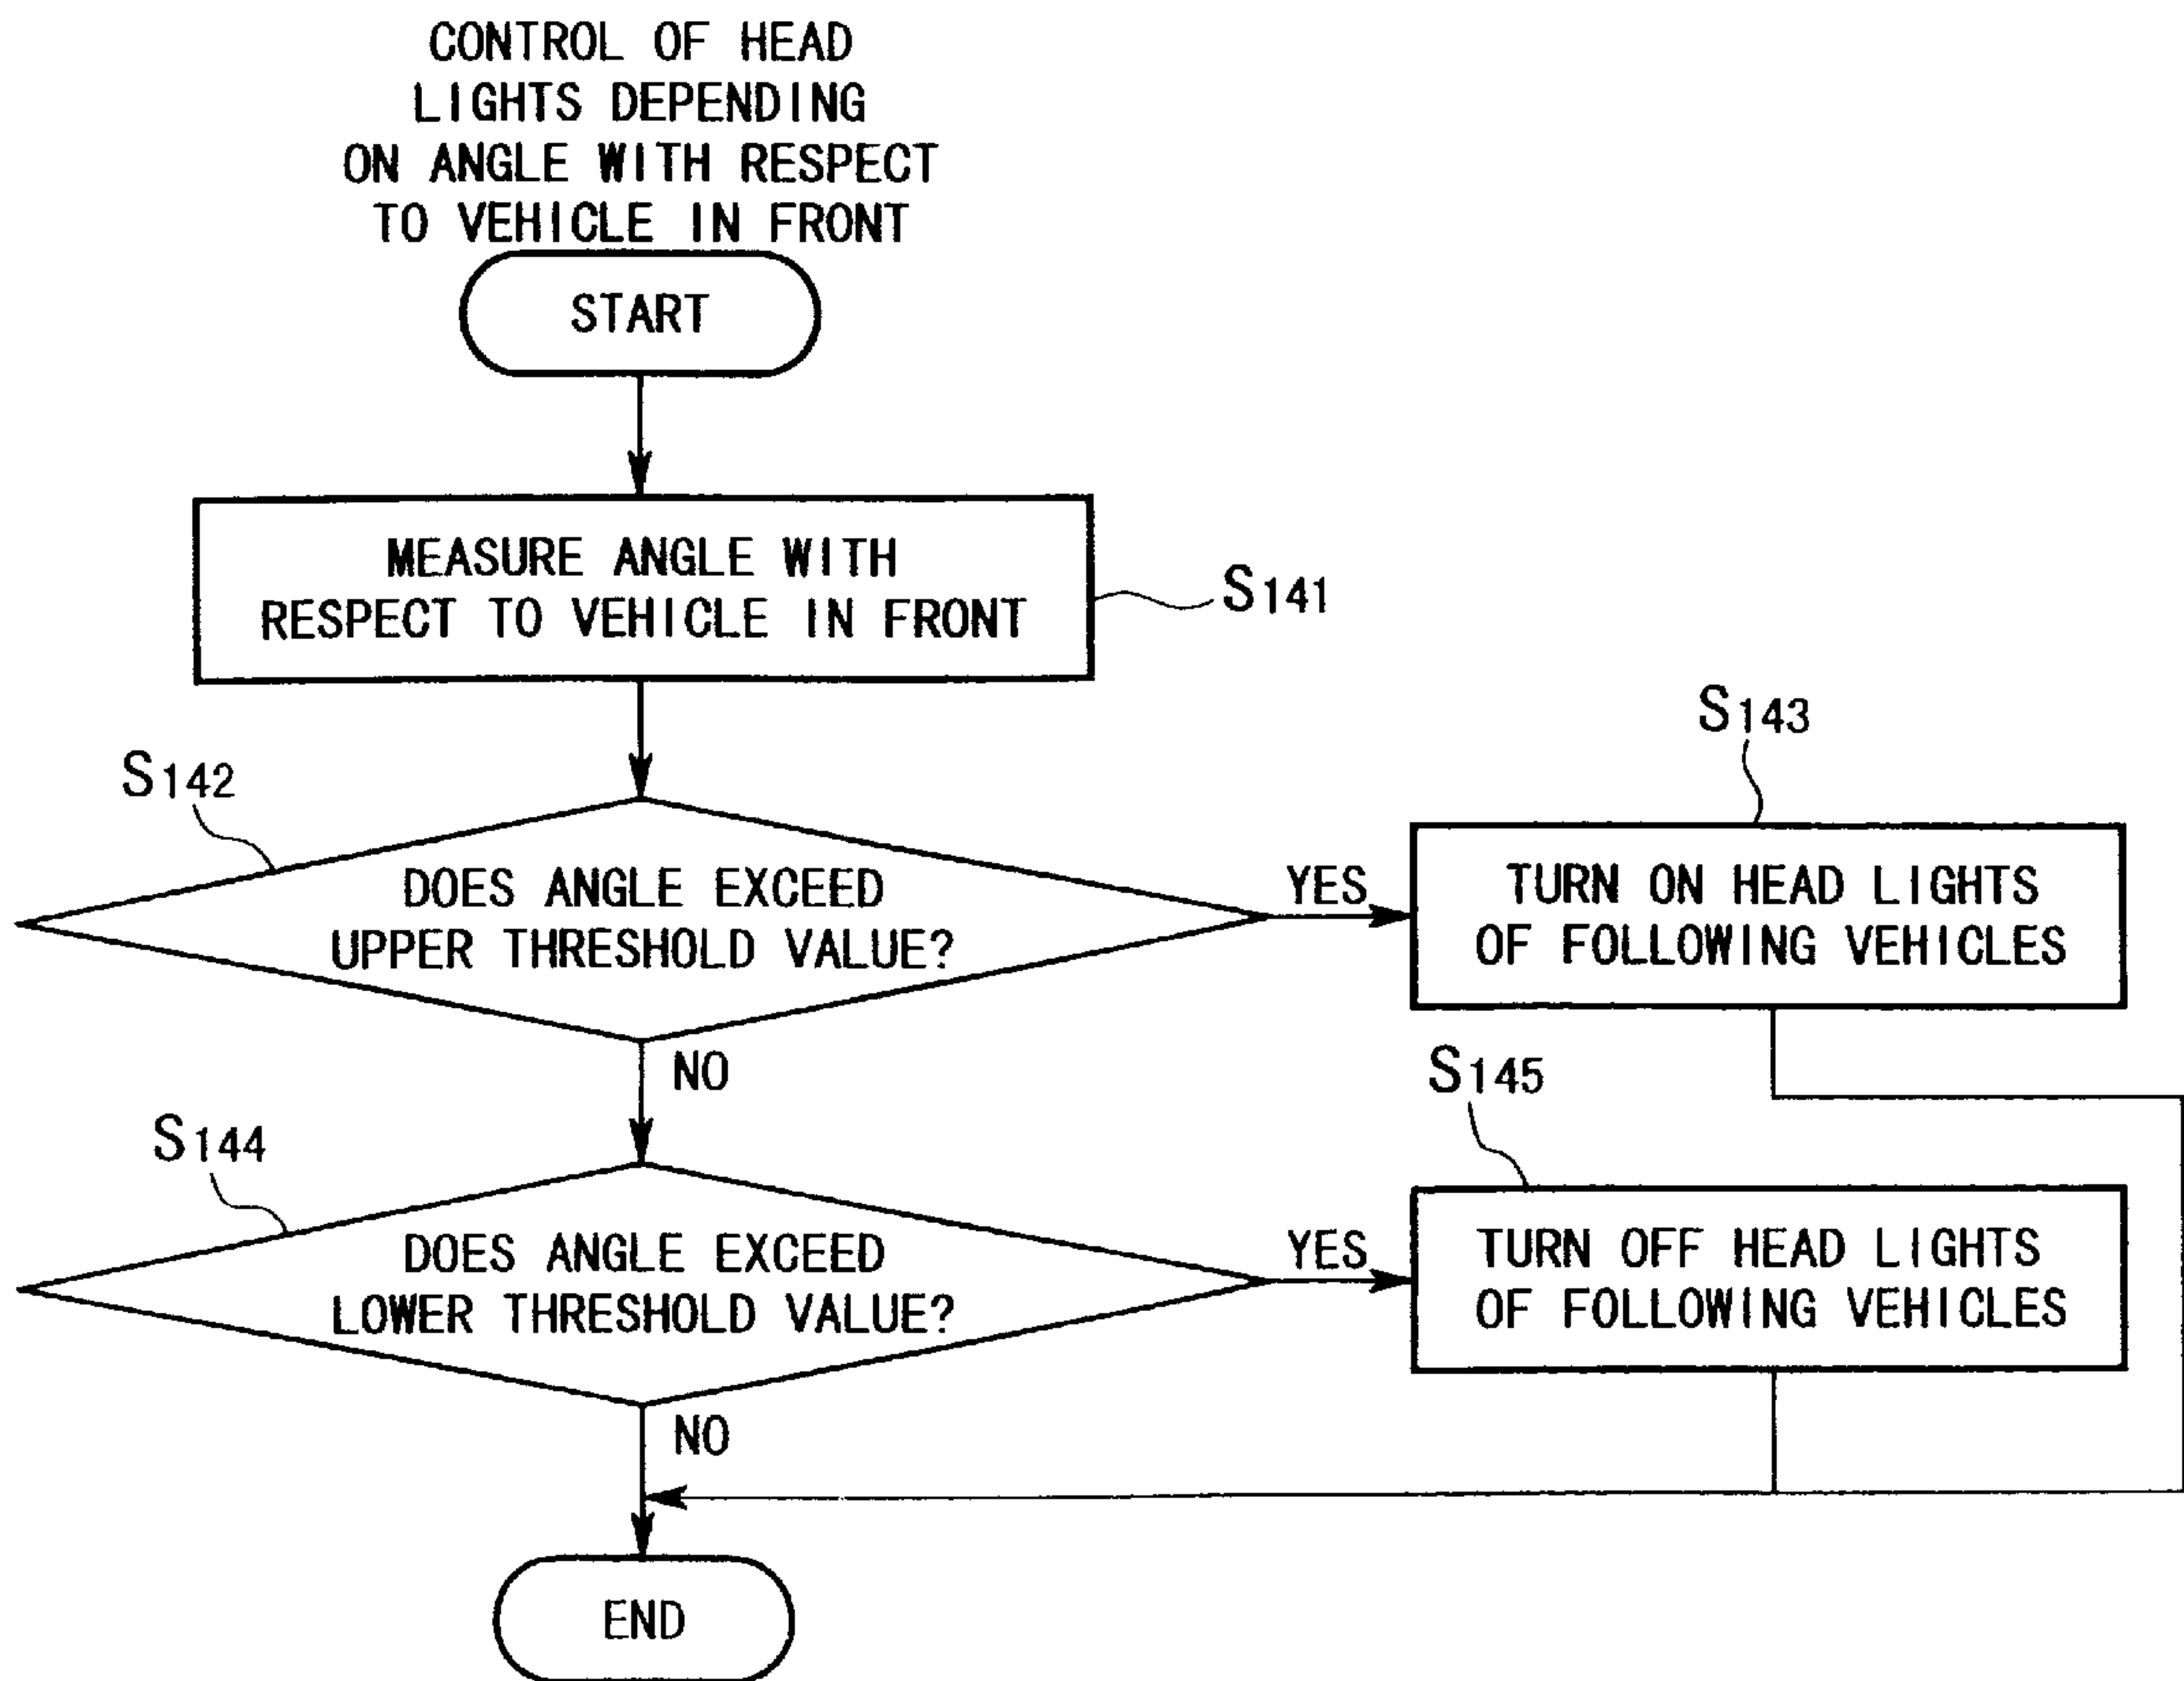 CONTROL OF HEAD
LIGHTS DEPENDING
ON ANGLE WITH RESPECT
TO VEHICLE IN FRONT
START
MEASURE ANGLE WITH
RESPECT TO VEHICLE IN FRONT
S141
S142
DOES ANGLE EXCEED
UPPER THRESHOLD VALUE?
YES
S143
TURN ON HEAD LIGHTS
OF FOLLOWING VEHICLES
NO
S144
DOES ANGLE EXCEED
LOWER THRESHOLD VALUE?
YES
S145
TURN OFF HEAD LIGHTS
OF FOLLOWING VEHICLES
NO
END